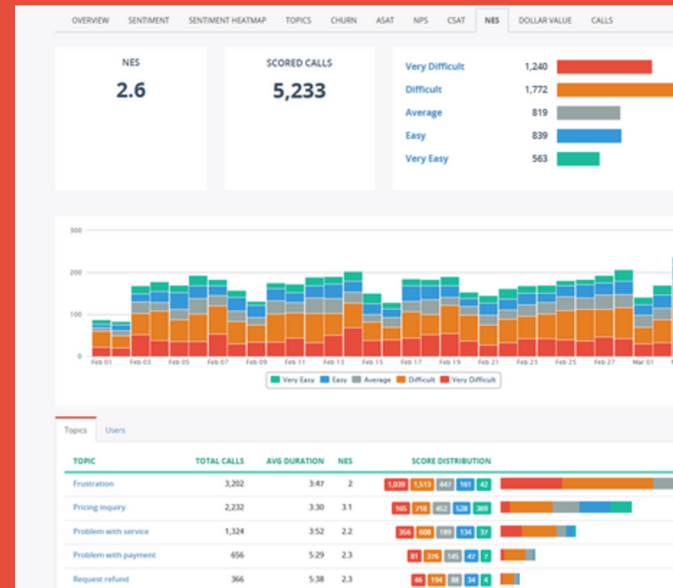 OVERVIEW SENTIMENT SENTIMENT HEATMAP TOPICS CHURN ASAT NPS CSAT NES DOLLAR VALUE CALLS
NES
2.6
SCORED CALLS
5,233
Very Difficult 1,240
Difficult 1,772
Average 819
Easy 839
Very Easy 563
300
200
100
0
Feb 01 Feb 03 Feb 05 Feb 07 Feb 09 Feb 11 Feb 13 Feb 15 Feb 17 Feb 19 Feb 21 Feb 23 Feb 25 Feb 27 Mar 01
Very Easy Easy Average Difficult Very Difficult
Topics Users
TOPIC TOTAL CALLS AVG DURATION NES SCORE DISTRIBUTION
Frustration 3,202 3:47 2 1,039 1,513 447 161 42
Pricing inquiry 2,232 3:30 3.1 165 718 452 528 369
Problem with service 1,324 3:52 2.2 356 608 189 134 37
Problem with payment 656 5:29 2.3 81 376 145 47 7
Request refund 366 5:38 2.3 46 194 88 34 4